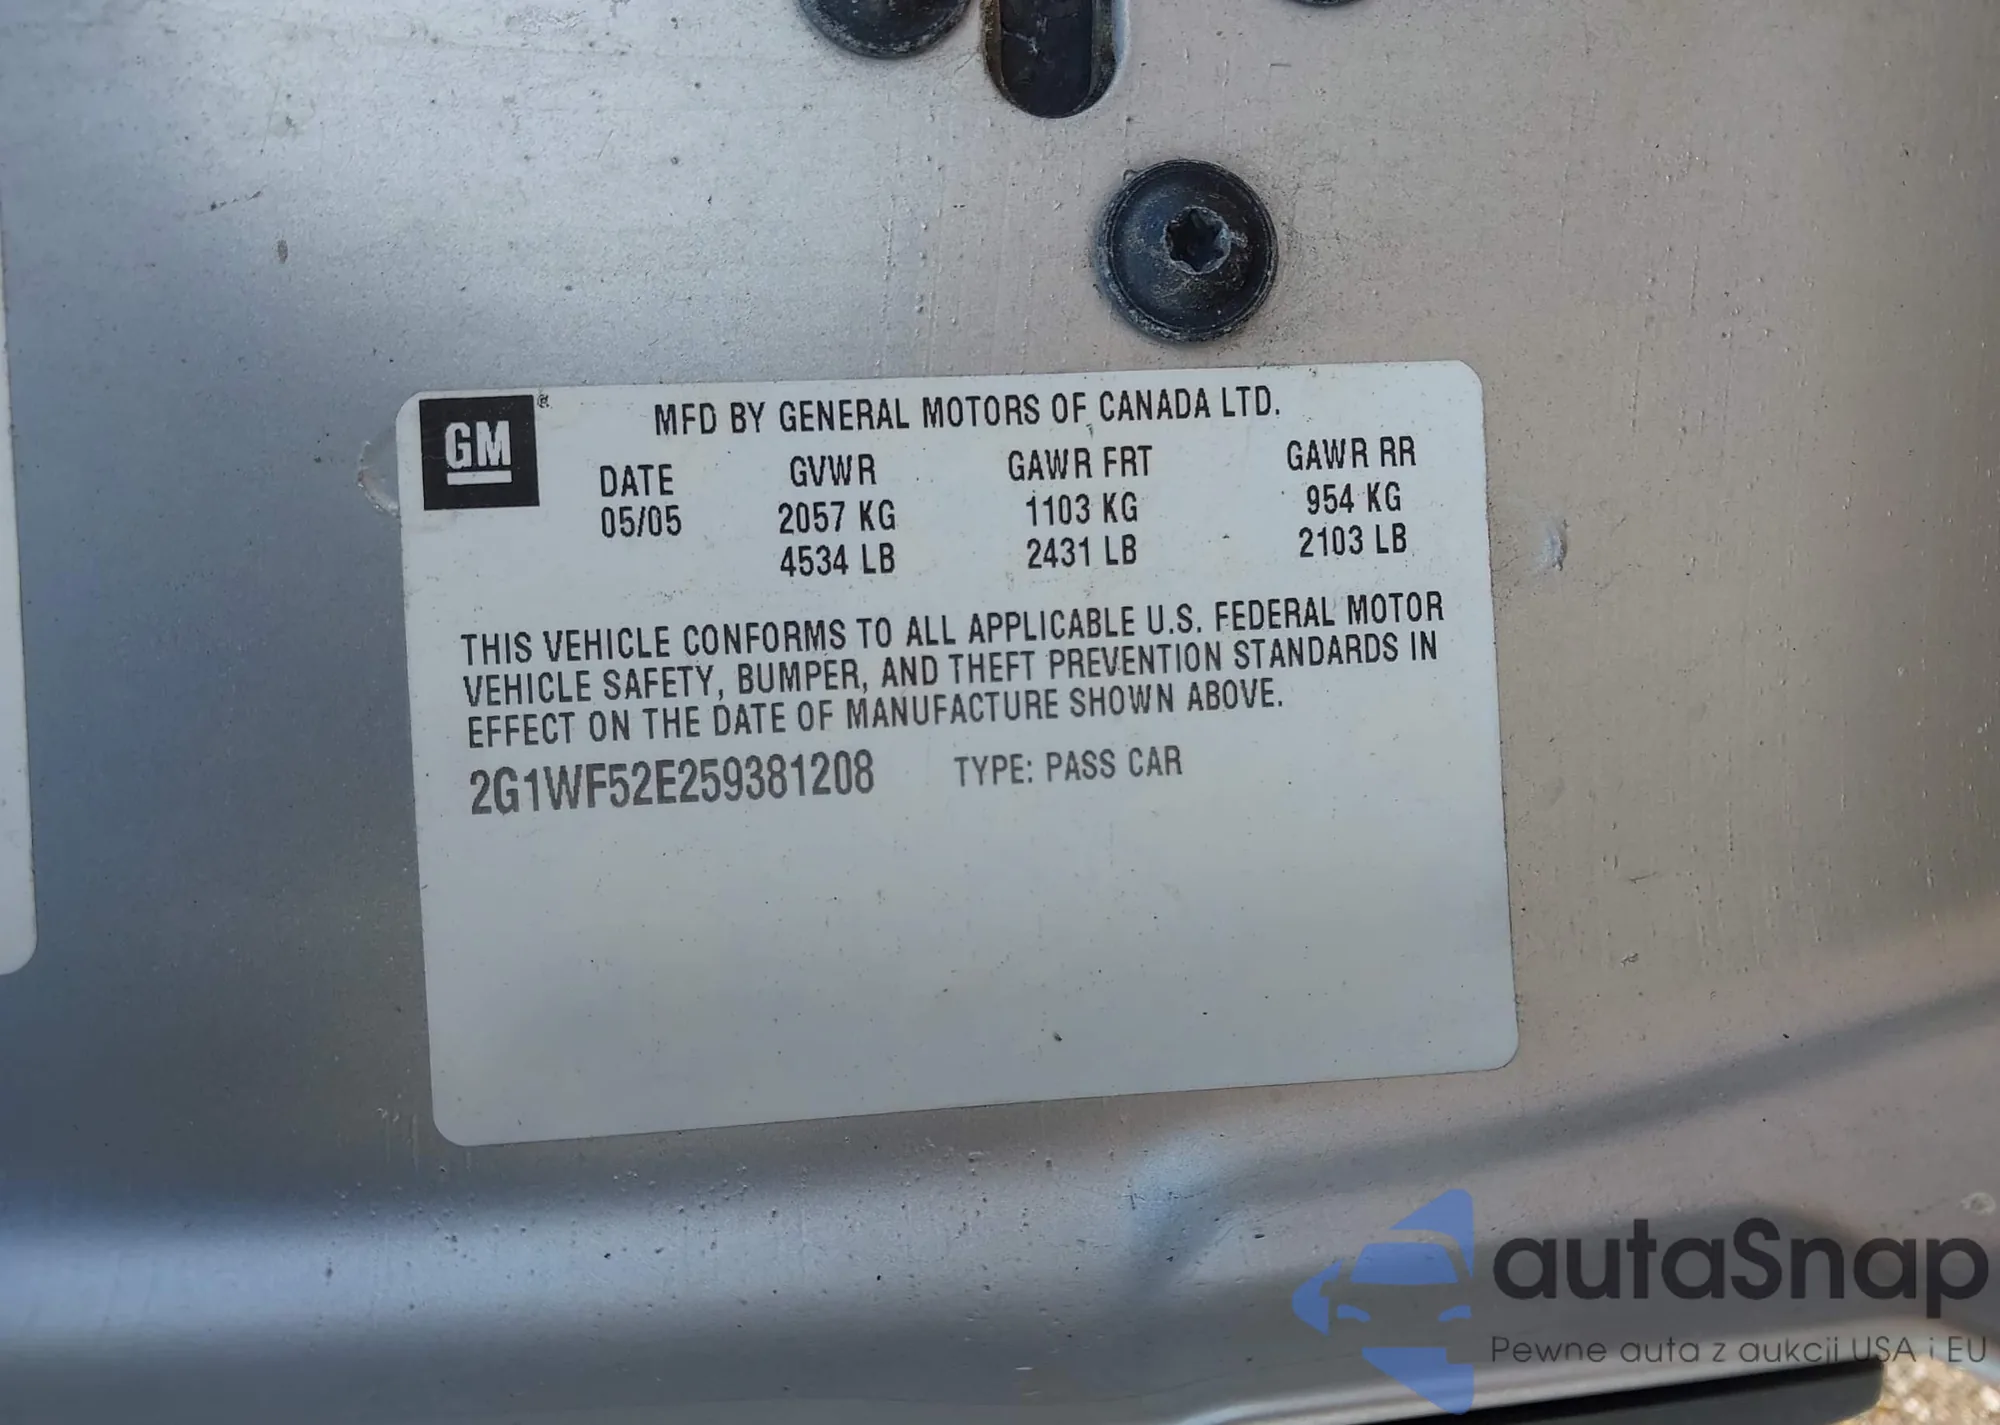 GM
MFD BY GENERAL MOTORS OF CANADA LTD.
DATE GVWR GAWR FRT GAWR RR
05/05 2057 KG 1103 KG 954 KG
4534 LB 2431 LB 2103 LB
THIS VEHICLE CONFORMS TO ALL APPLICABLE U.S. FEDERAL MOTOR
VEHICLE SAFETY, BUMPER, AND THEFT PREVENTION STANDARDS IN
EFFECT ON THE DATE OF MANUFACTURE SHOWN ABOVE.
2G1WF52E259381208 TYPE: PASS CAR
autaSnap
Pewne auta z aukcji USA i EU